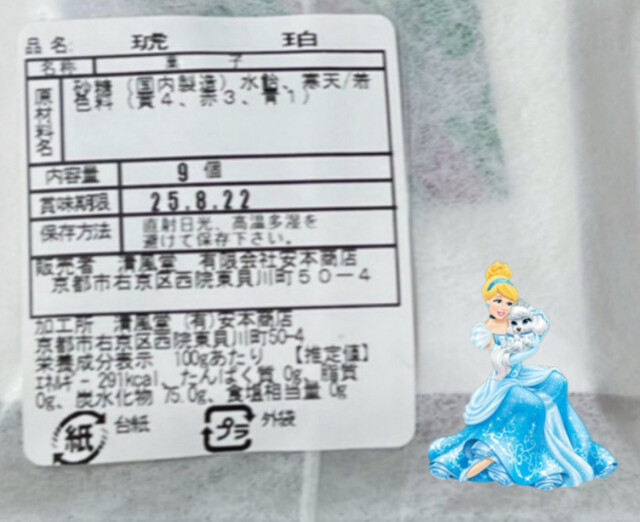 品 名: 琥 珀
名称 菓 子
原材料名 砂糖（国内製造）水飴、寒天/着
色料（黄４、赤３、青１）
内容量 9 個
賞味期限 25.8.22
保存方法 直射日光、高温多湿を
避けて保存下さい。
販売者 清風堂 有限会社安本商店
京都市右京区西院東貝川町５０ー４
加工所 清風堂 (有)安本商店
京都市右京区西院東貝川町50-4
栄養成分表示 100gあたり 【推定値】
ｴﾈﾙｷﾞｰ 291kcal、たんぱく質 0g、脂質
0g、炭水化物 75.0g、食塩相当量 0g
紙 台紙 プラ 外袋